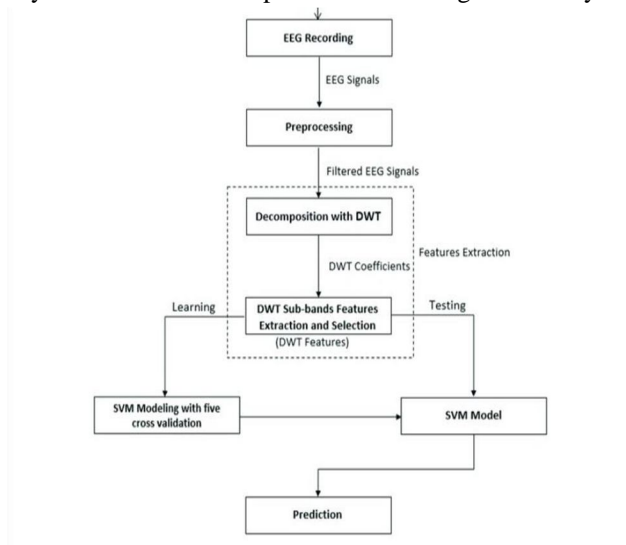 EEG Recording
EEG Signals
Preprocessing
Filtered EEG Signals
Decomposition with DWT
Features Extraction
DWT Coefficients
Learning
DWT Sub-bands Features
Extraction and Selection
(DWT Features)
Testing
SVM Modeling with five
cross validation
SVM Model
Prediction